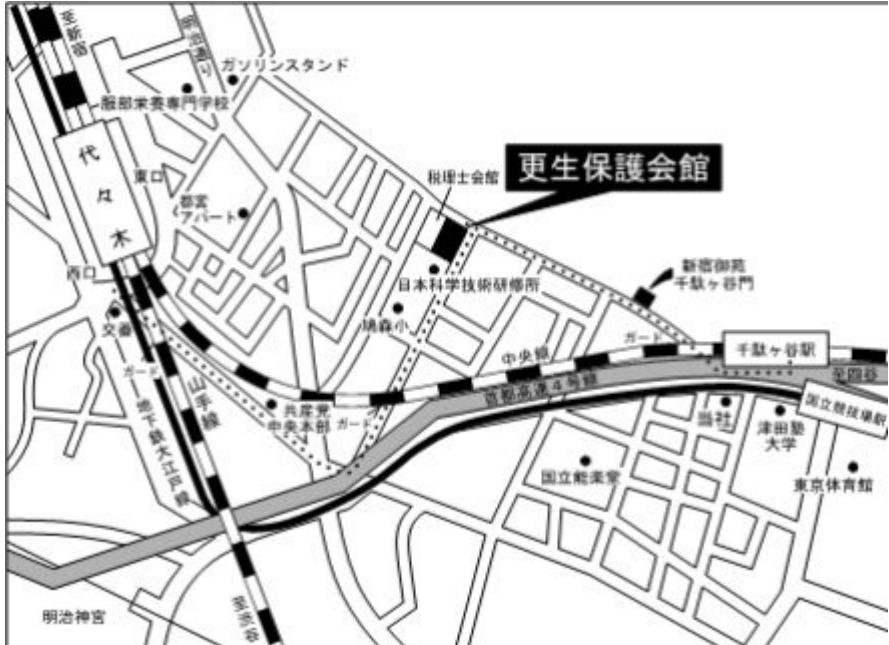 至新宿
明治通り
ガソリンスタンド
服部栄養専門学校
代々木
東口
都営
アパート
税理士会館
更生保護会館
西口
日本科学技術研修所
新宿御苑
千駄ヶ谷門
交番
鳩森小
ガード
中央線
ガード
千駄ヶ谷駅
至四谷
首都高速4号線
山手線
地下鉄大江戸線
共産党
中央本部
ガード
当社
津田塾
大学
国立競技場駅
国立能楽堂
東京体育館
明治神宮